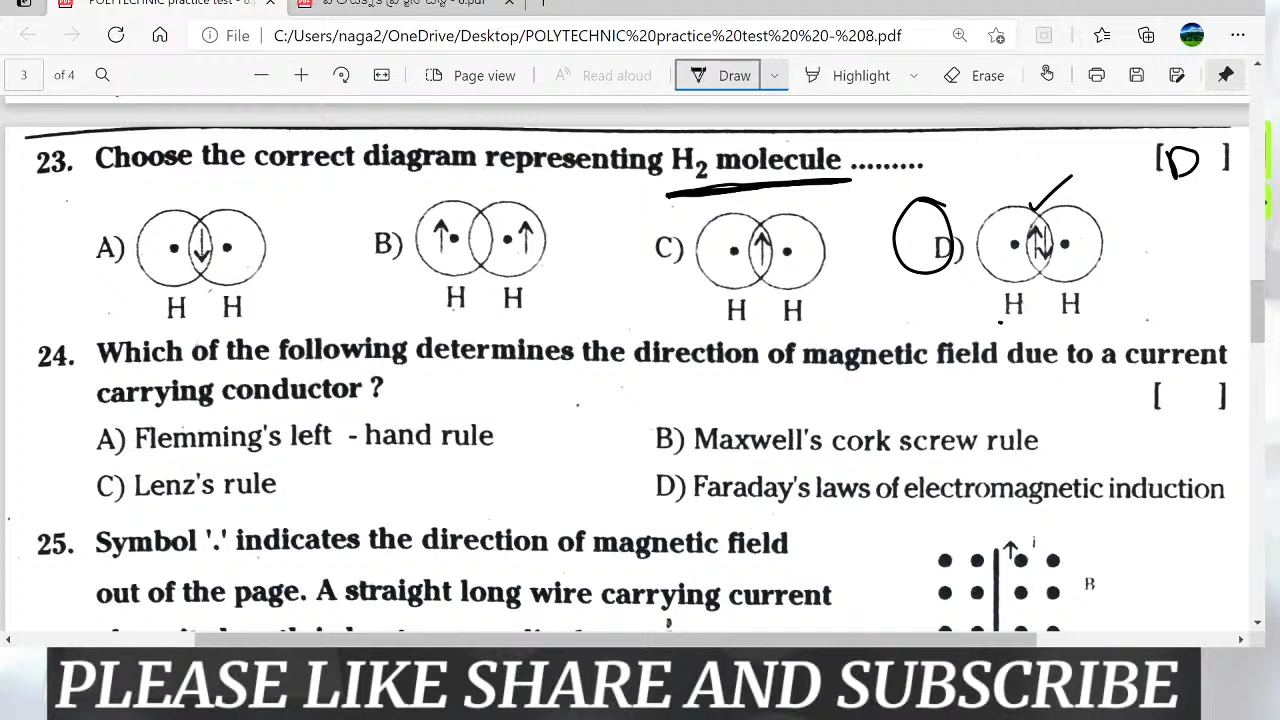 File
C:/Users/naga2/OneDrive/Desktop/POLYTECHNIC%20practice%20test%20%20-%208.pdf
3 of 4
Page view
Read aloud
Draw
Highlight
Erase
23. Choose the correct diagram representing H₂ molecule ......... [D ]
A) B) C) D)
H H H H H H H H
24. Which of the following determines the direction of magnetic field due to a current
carrying conductor ? [ ]
A) Flemming's left - hand rule B) Maxwell's cork screw rule
C) Lenz's rule D) Faraday's laws of electromagnetic induction
25. Symbol '.' indicates the direction of magnetic field
i
B
out of the page. A straight long wire carrying current
PLEASE LIKE SHARE AND SUBSCRIBE